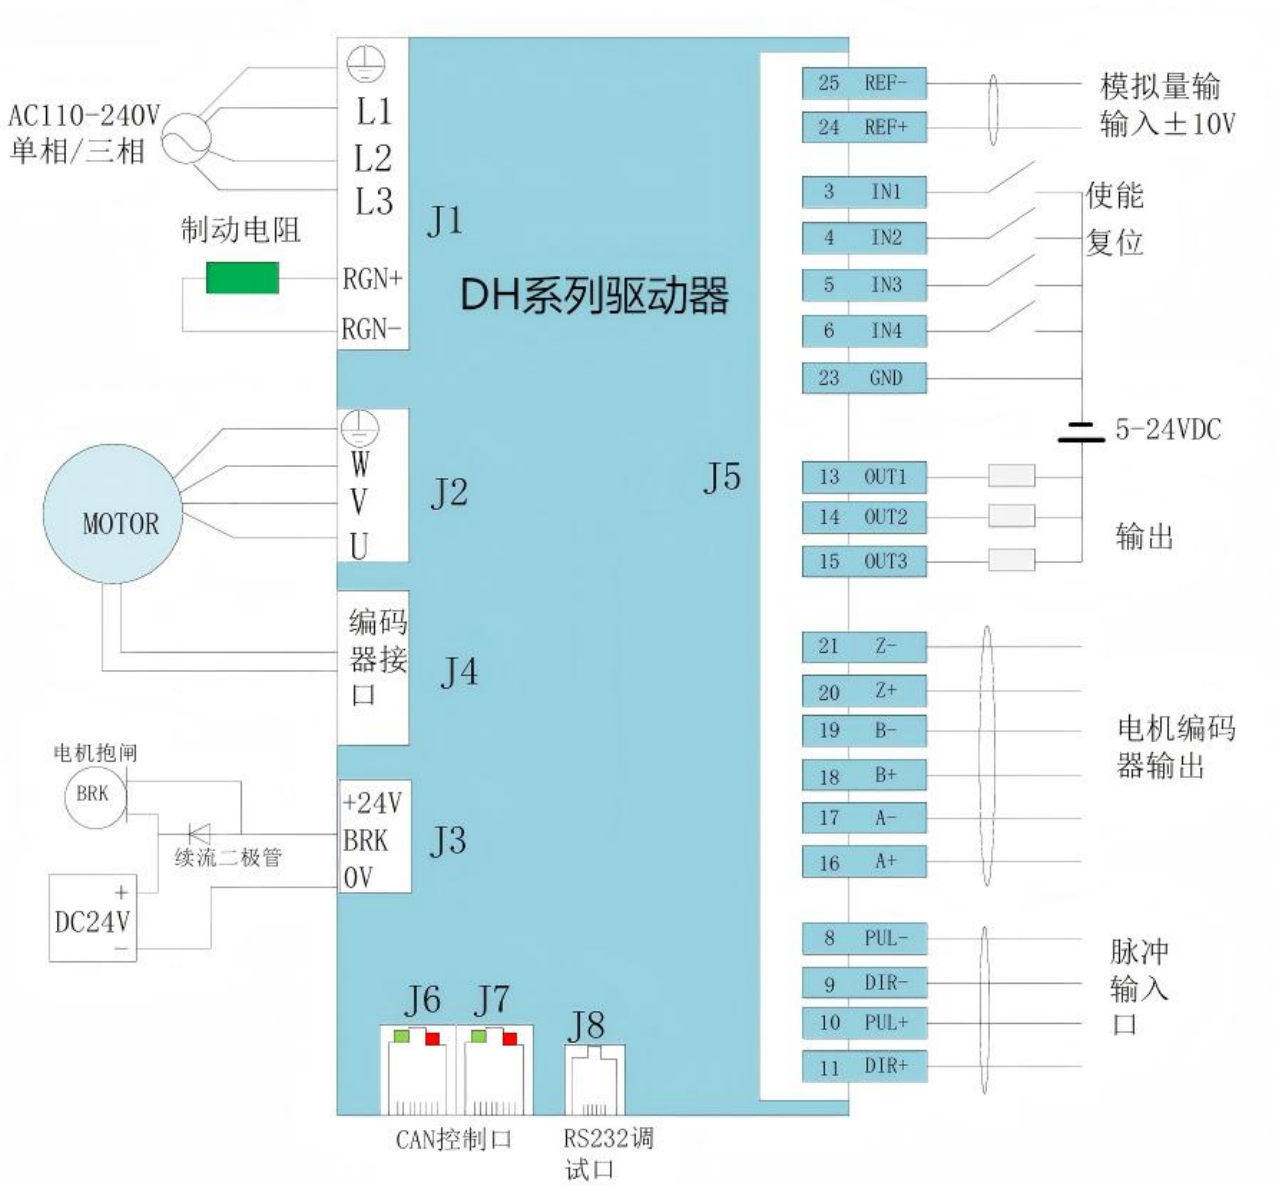 AC110-240V
单相/三相
L1
L2
L3
J1
制动电阻
RGN+
RGN-
DH系列驱动器
MOTOR
W
V
U
J2
编码
器接
口
J4
电机抱闸
BRK
续流二极管
+
DC24V
-
+24V
BRK
0V
J3
J6
J7
J8
CAN控制口
RS232调
试口
J5
25 REF-
24 REF+
模拟量输
输入±10V
3 IN1
使能
4 IN2
复位
5 IN3
6 IN4
23 GND
5-24VDC
13 OUT1
14 OUT2
15 OUT3
输出
21 Z-
20 Z+
19 B-
18 B+
17 A-
16 A+
电机编码
器输出
8 PUL-
9 DIR-
10 PUL+
11 DIR+
脉冲
输入
口